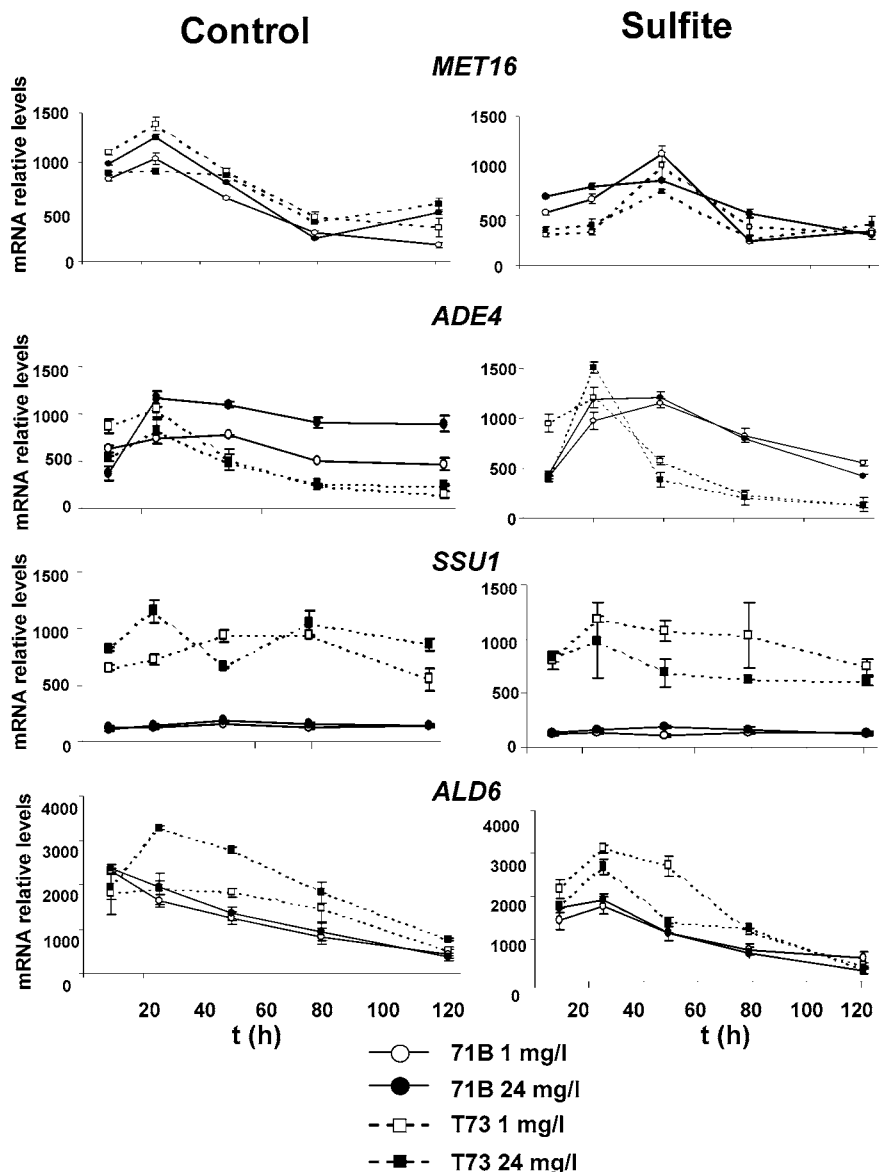 Control Sulfite
MET16
mRNA relative levels
1500
1000
500
0
1500
1000
500
0
ADE4
mRNA relative levels
1500
1000
500
0
1500
1000
500
0
SSU1
mRNA relative levels
1500
1000
500
0
1500
1000
500
0
ALD6
mRNA relative levels
4000
3000
2000
1000
0
4000
3000
2000
1000
0
20 40 60 80 100 120
t (h)
20 40 60 80 100 120
t (h)
71B 1 mg/l
71B 24 mg/l
T73 1 mg/l
T73 24 mg/l